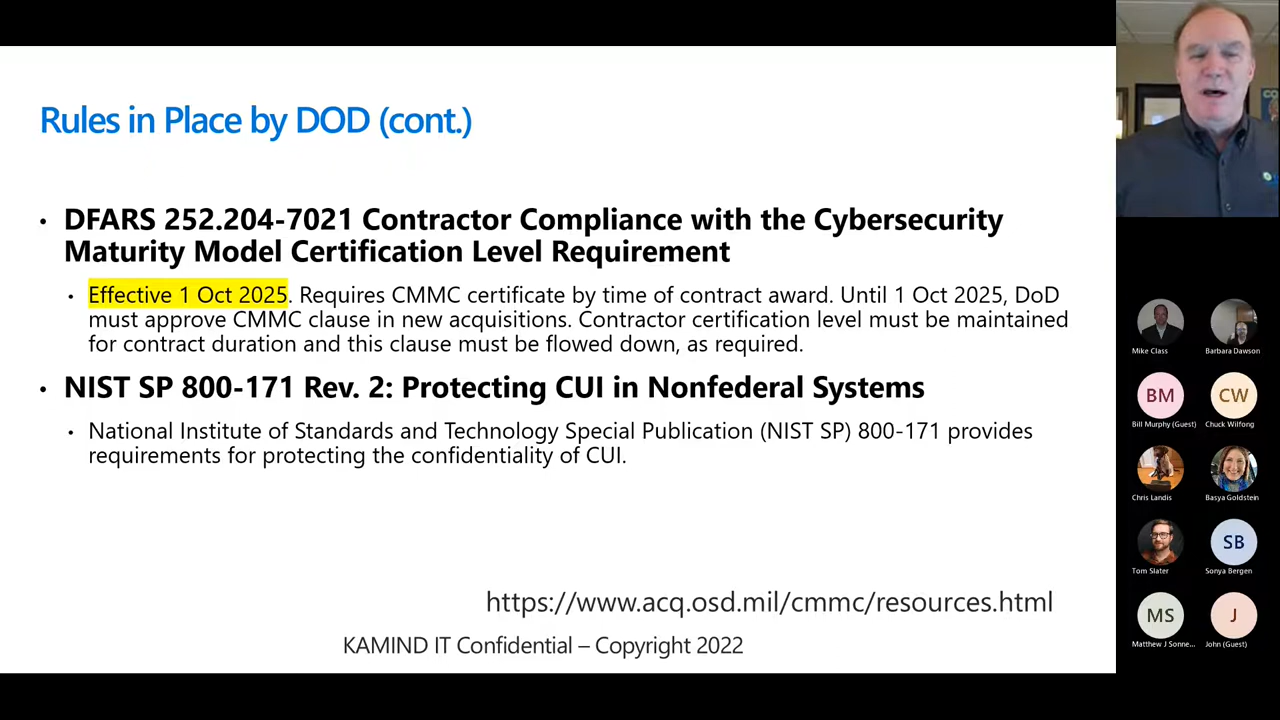 Rules in Place by DOD (cont.)
• DFARS 252.204-7021 Contractor Compliance with the Cybersecurity
Maturity Model Certification Level Requirement
• Effective 1 Oct 2025. Requires CMMC certificate by time of contract award. Until 1 Oct 2025, DoD
must approve CMMC clause in new acquisitions. Contractor certification level must be maintained
for contract duration and this clause must be flowed down, as required.
• NIST SP 800-171 Rev. 2: Protecting CUI in Nonfederal Systems
• National Institute of Standards and Technology Special Publication (NIST SP) 800-171 provides
requirements for protecting the confidentiality of CUI.
https://www.acq.osd.mil/cmmc/resources.html
KAMIND IT Confidential – Copyright 2022
Mike Class
Barbara Dawson
BM
CW
Bill Murphy (Guest)
Chuck Wilfong
Chris Landis
Basya Goldstein
SB
Tom Slater
Sonya Bergen
MS
J
Matthew J Sonne...
John (Guest)